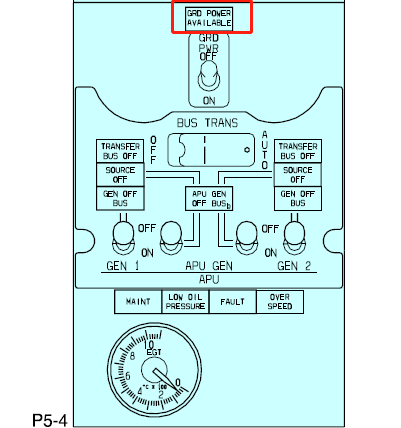 GRD POWER
AVAILABLE
GRD
PWR
OFF
ON
BUS TRANS
OFF
AUTO
TRANSFER
BUS OFF
SOURCE
OFF
GEN OFF
BUS
TRANSFER
BUS OFF
SOURCE
OFF
GEN OFF
BUS
APU GEN
OFF BUS
OFF
ON
OFF
ON
GEN 1
APU GEN
GEN 2
APU
MAINT
LOW OIL
PRESSURE
FAULT
OVER
SPEED
10
8
6
4
2
0
EGT
°C X 100
P5-4